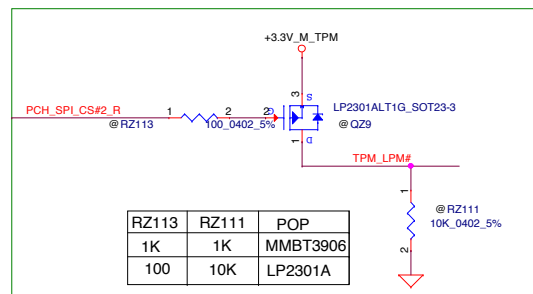 +3.3V_M_TPM
3
S
PCH_SPI_CS#2_R
1
2
2
G
LP2301ALT1G_SOT23-3
@RZ113
100_0402_5%
@QZ9
1
D
TPM_LPM#
1
@RZ111
10K_0402_5%
2
RZ113 RZ111 POP
1K 1K MMBT3906
100 10K LP2301A